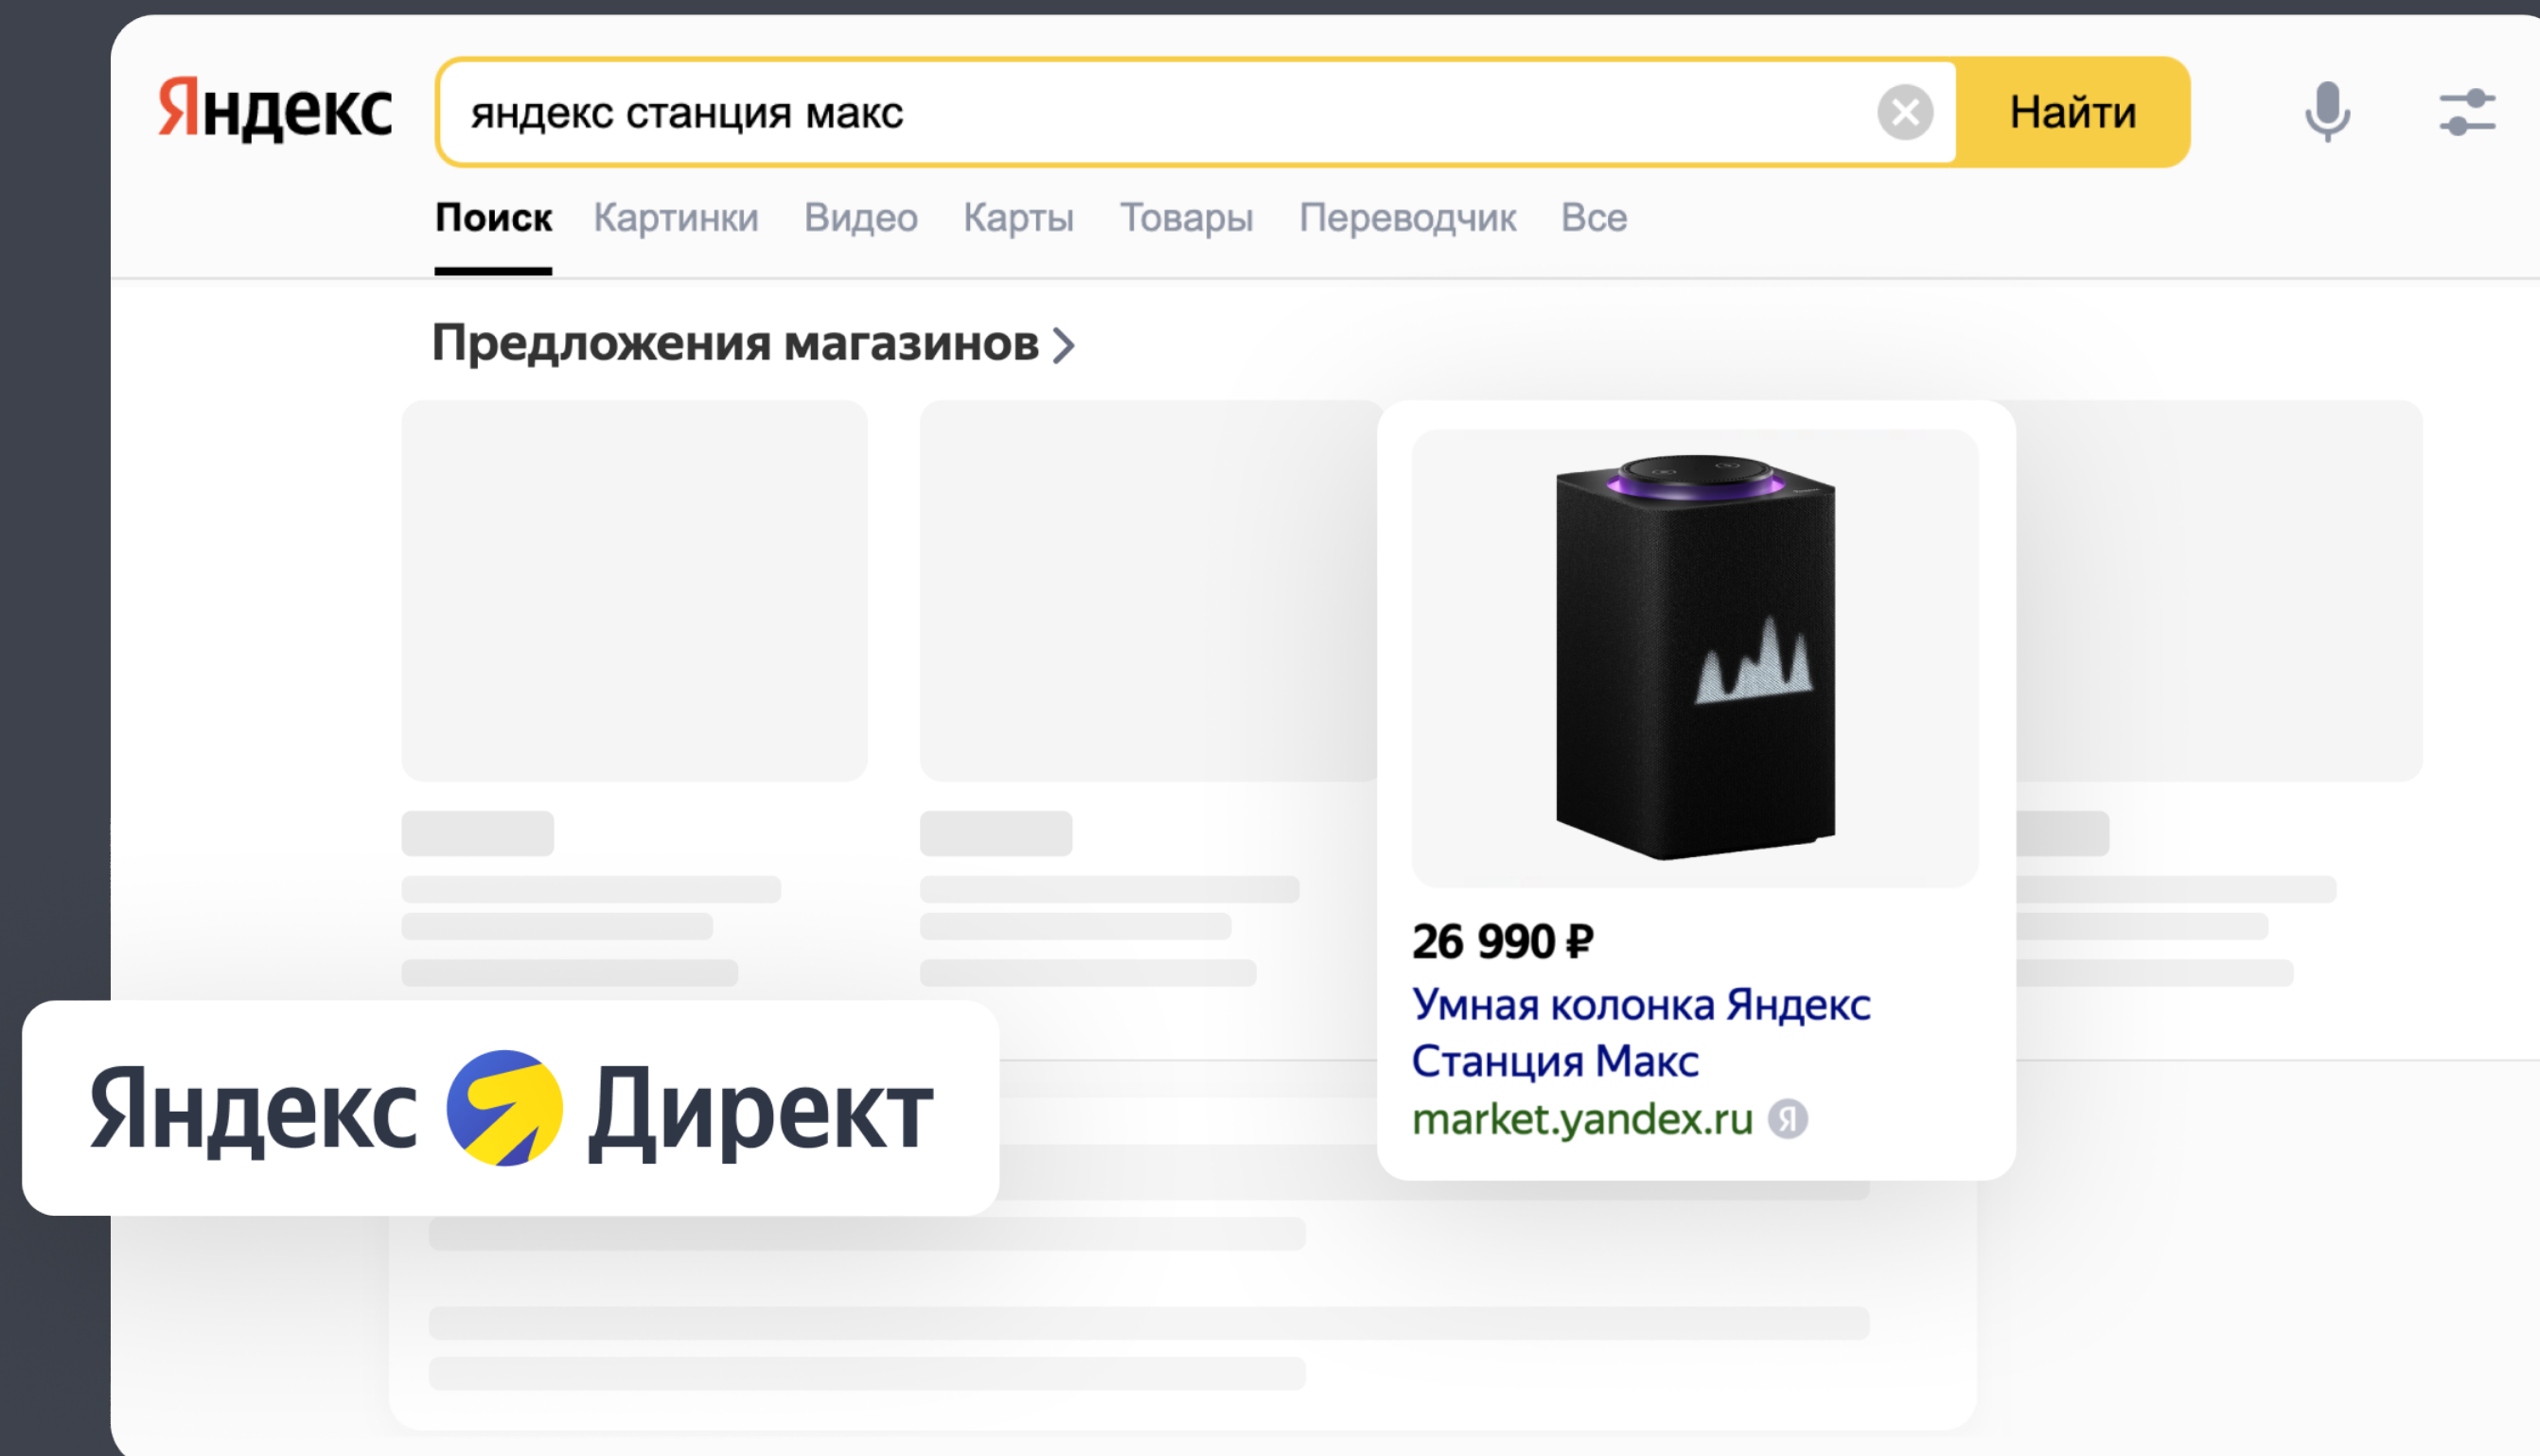 Яндекс
яндекс станция макс
Найти
Поиск Картинки Видео Карты Товары Переводчик Все
Предложения магазинов
26 990 ₽
Умная колонка Яндекс
Станция Макс
market.yandex.ru Я
Яндекс Директ